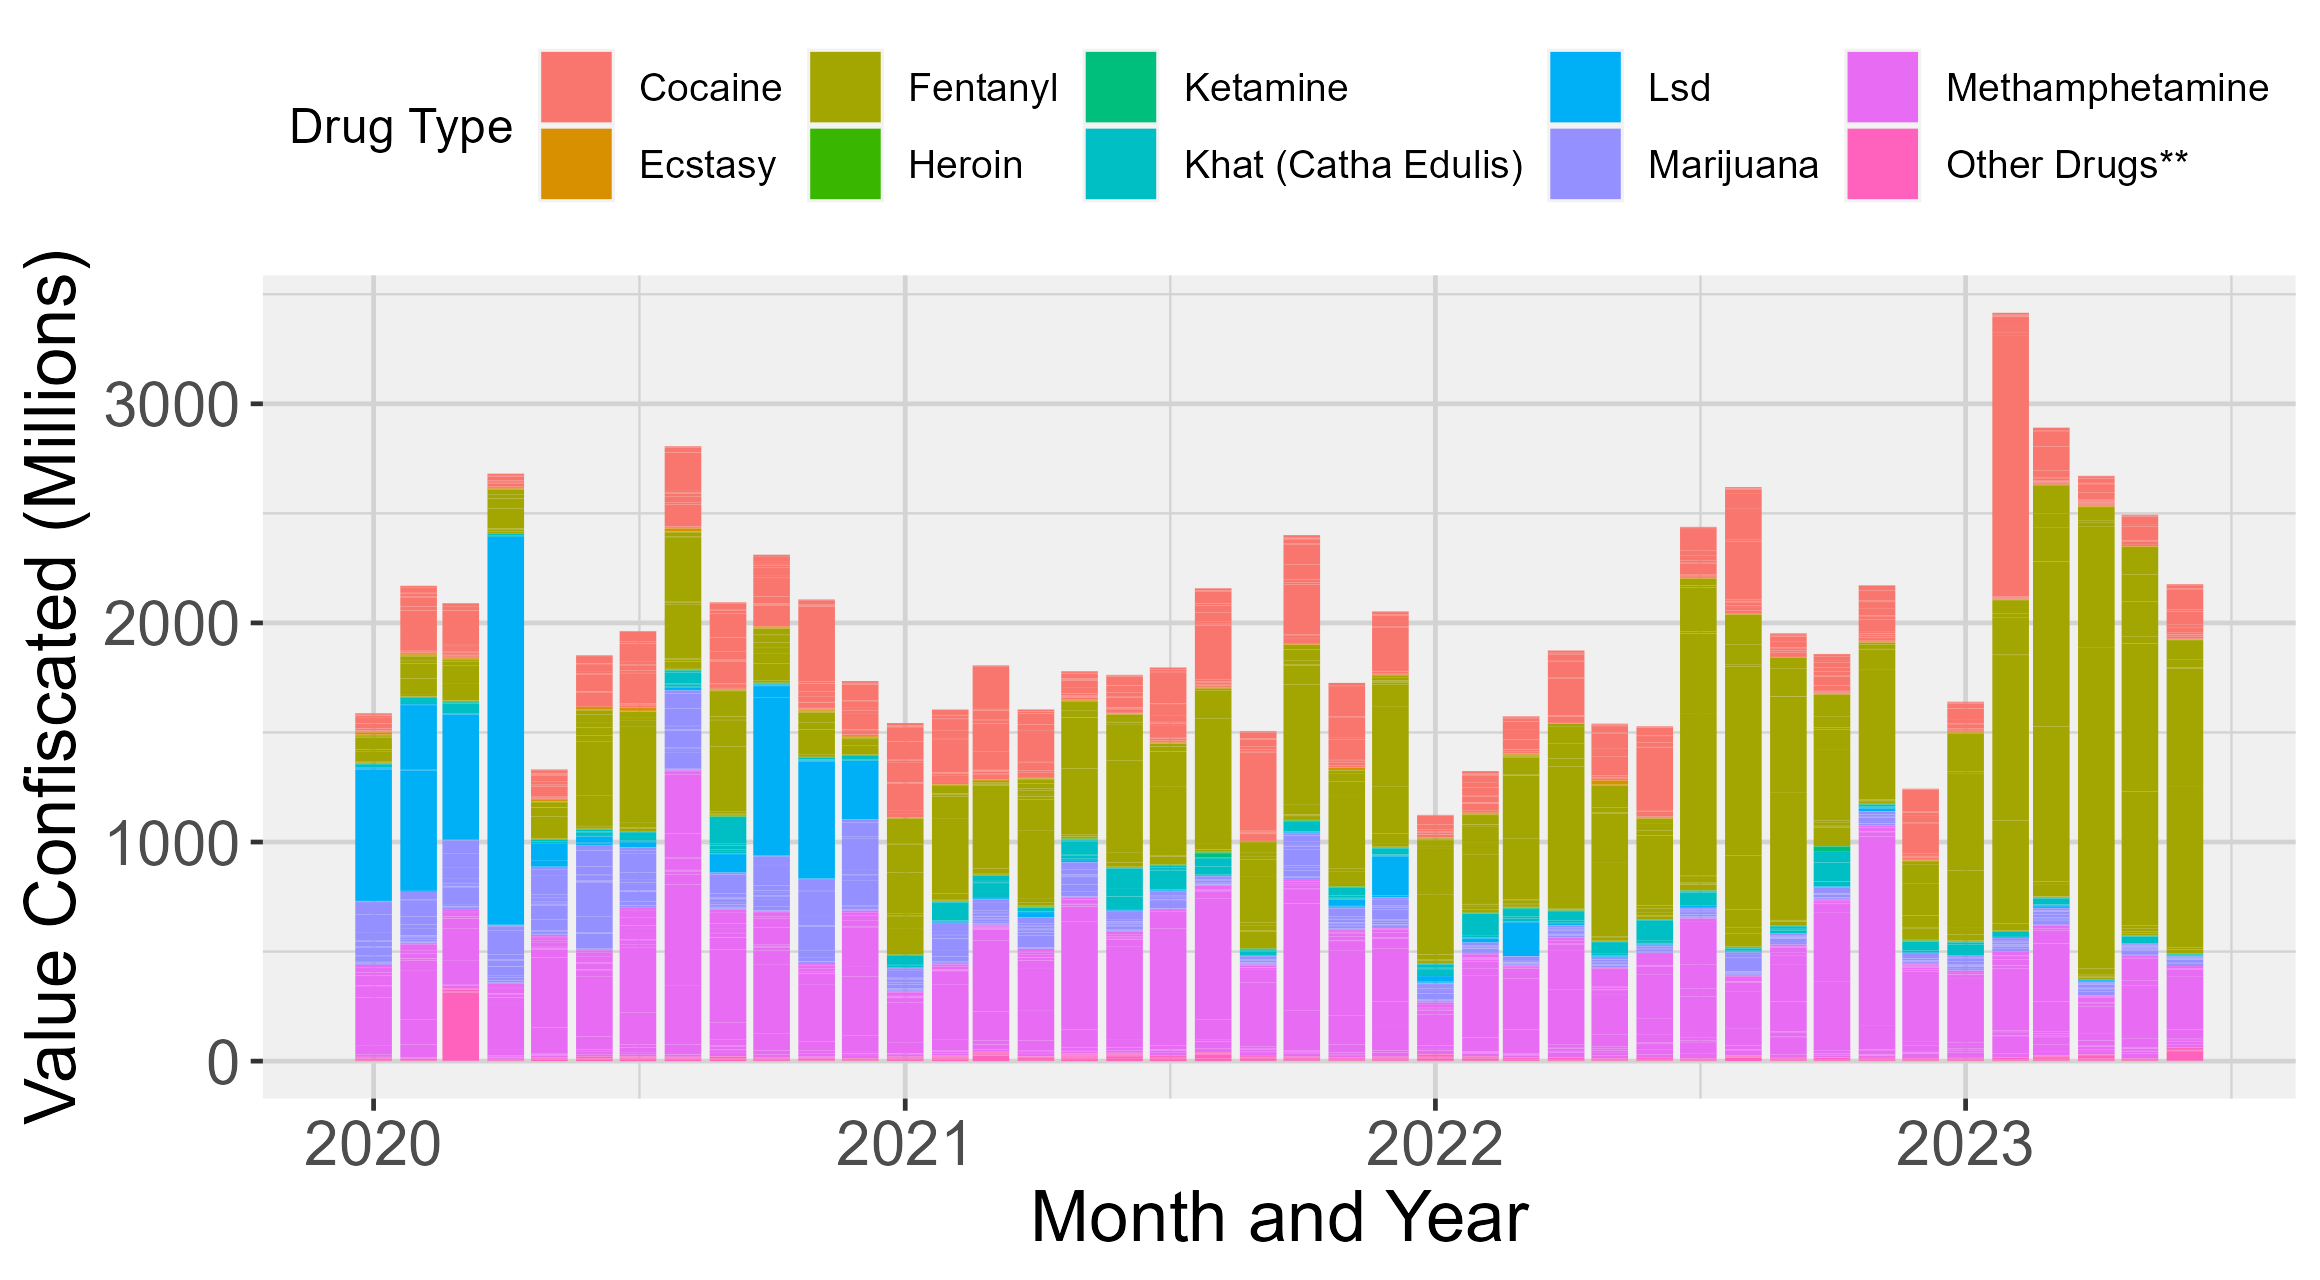 Drug Type
Cocaine
Fentanyl
Ketamine
Lsd
Methamphetamine
Ecstasy
Heroin
Khat (Catha Edulis)
Marijuana
Other Drugs**
Value Confiscated (Millions)
3000
2000
1000
0
2020
2021
2022
2023
Month and Year